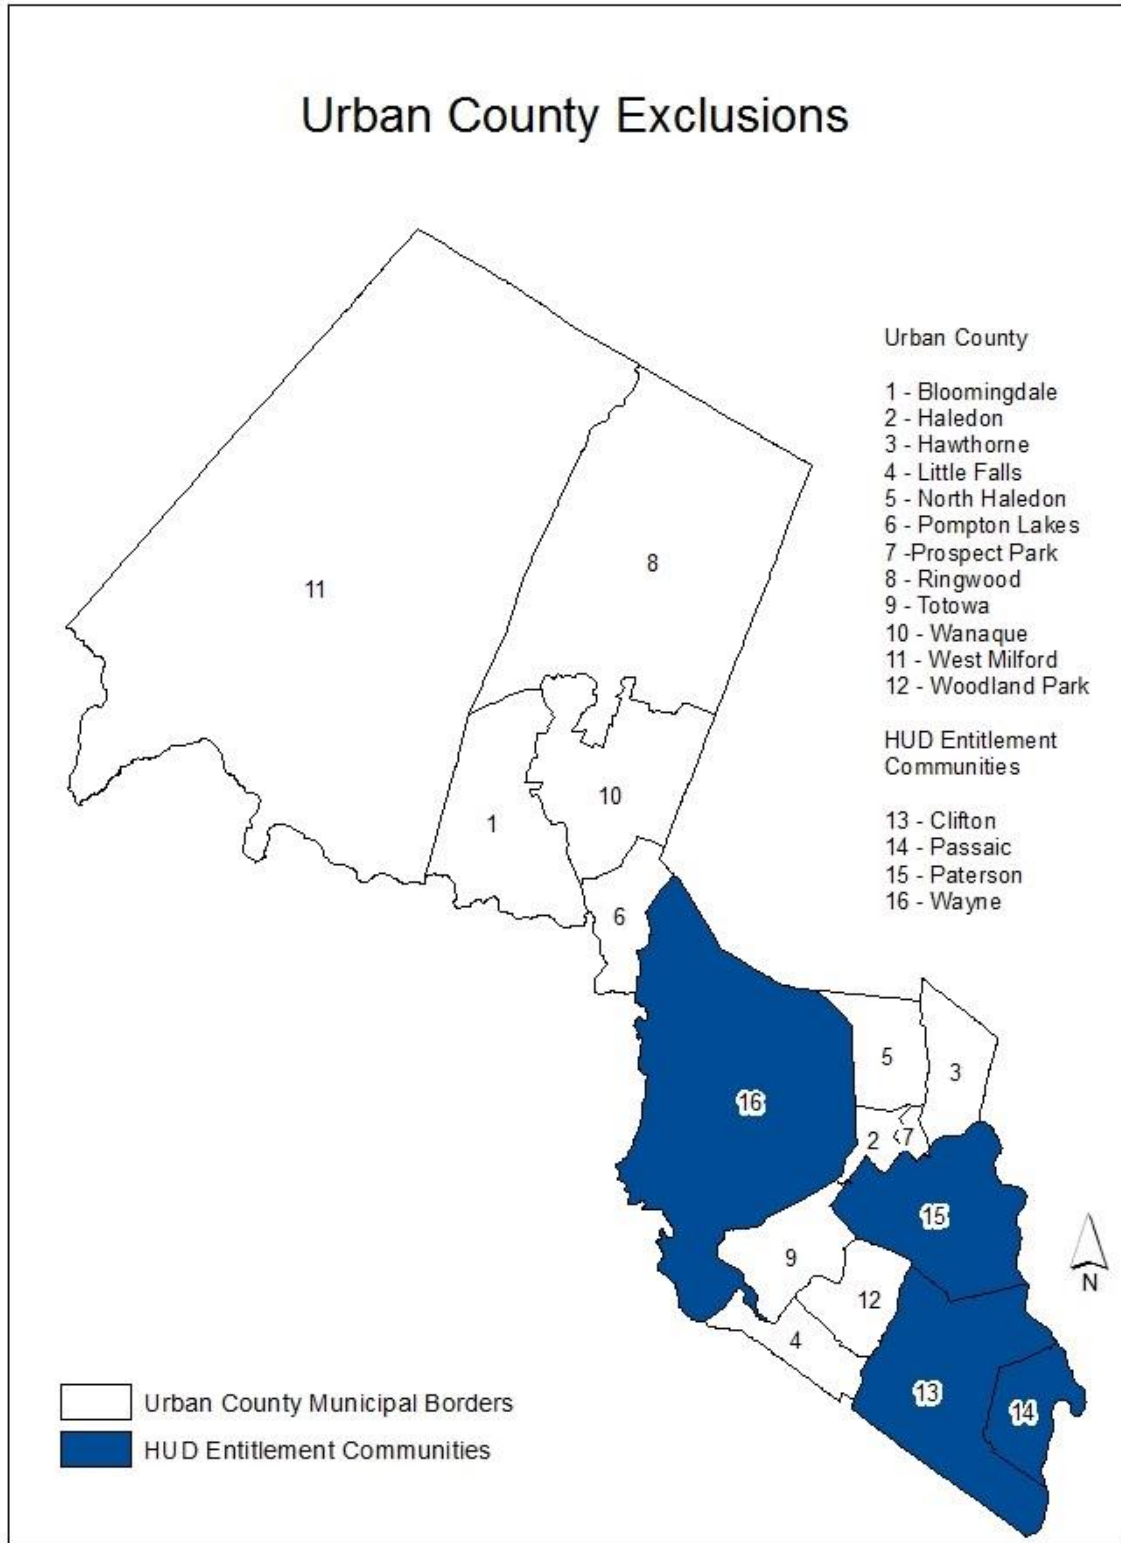 Urban County Exclusions
Urban County
1 - Bloomingdale
2 - Haledon
3 - Hawthorne
4 - Little Falls
5 - North Haledon
6 - Pompton Lakes
7 -Prospect Park
8 - Ringwood
9 - Totowa
10 - Wanaque
11 - West Milford
12 - Woodland Park
HUD Entitlement
Communities
13 - Clifton
14 - Passaic
15 - Paterson
16 - Wayne
11
8
10
1
6
5
3
16
2
7
15
9
12
4
13
14
N
Urban County Municipal Borders
HUD Entitlement Communities